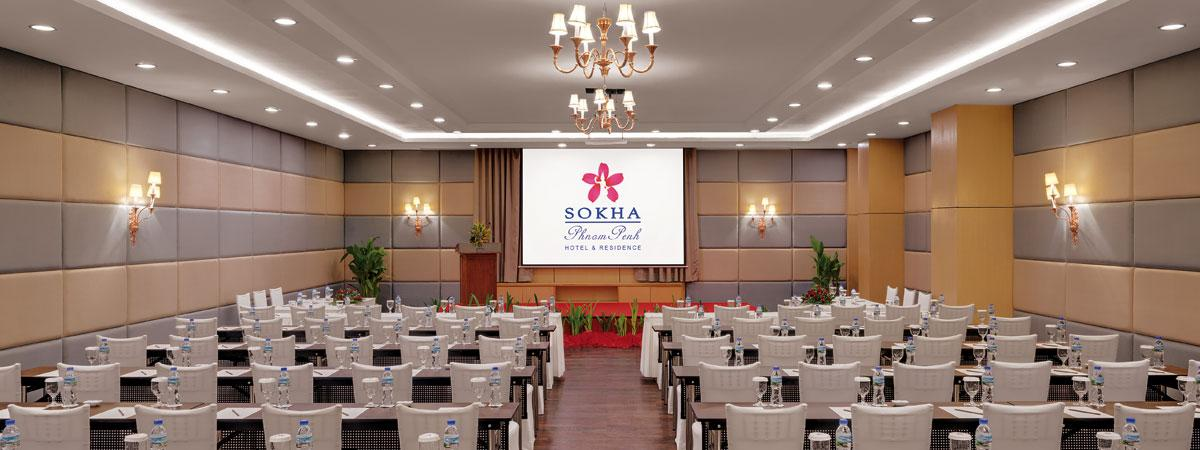 SOKHA
Phnom Penh
HOTEL & RESIDENCE